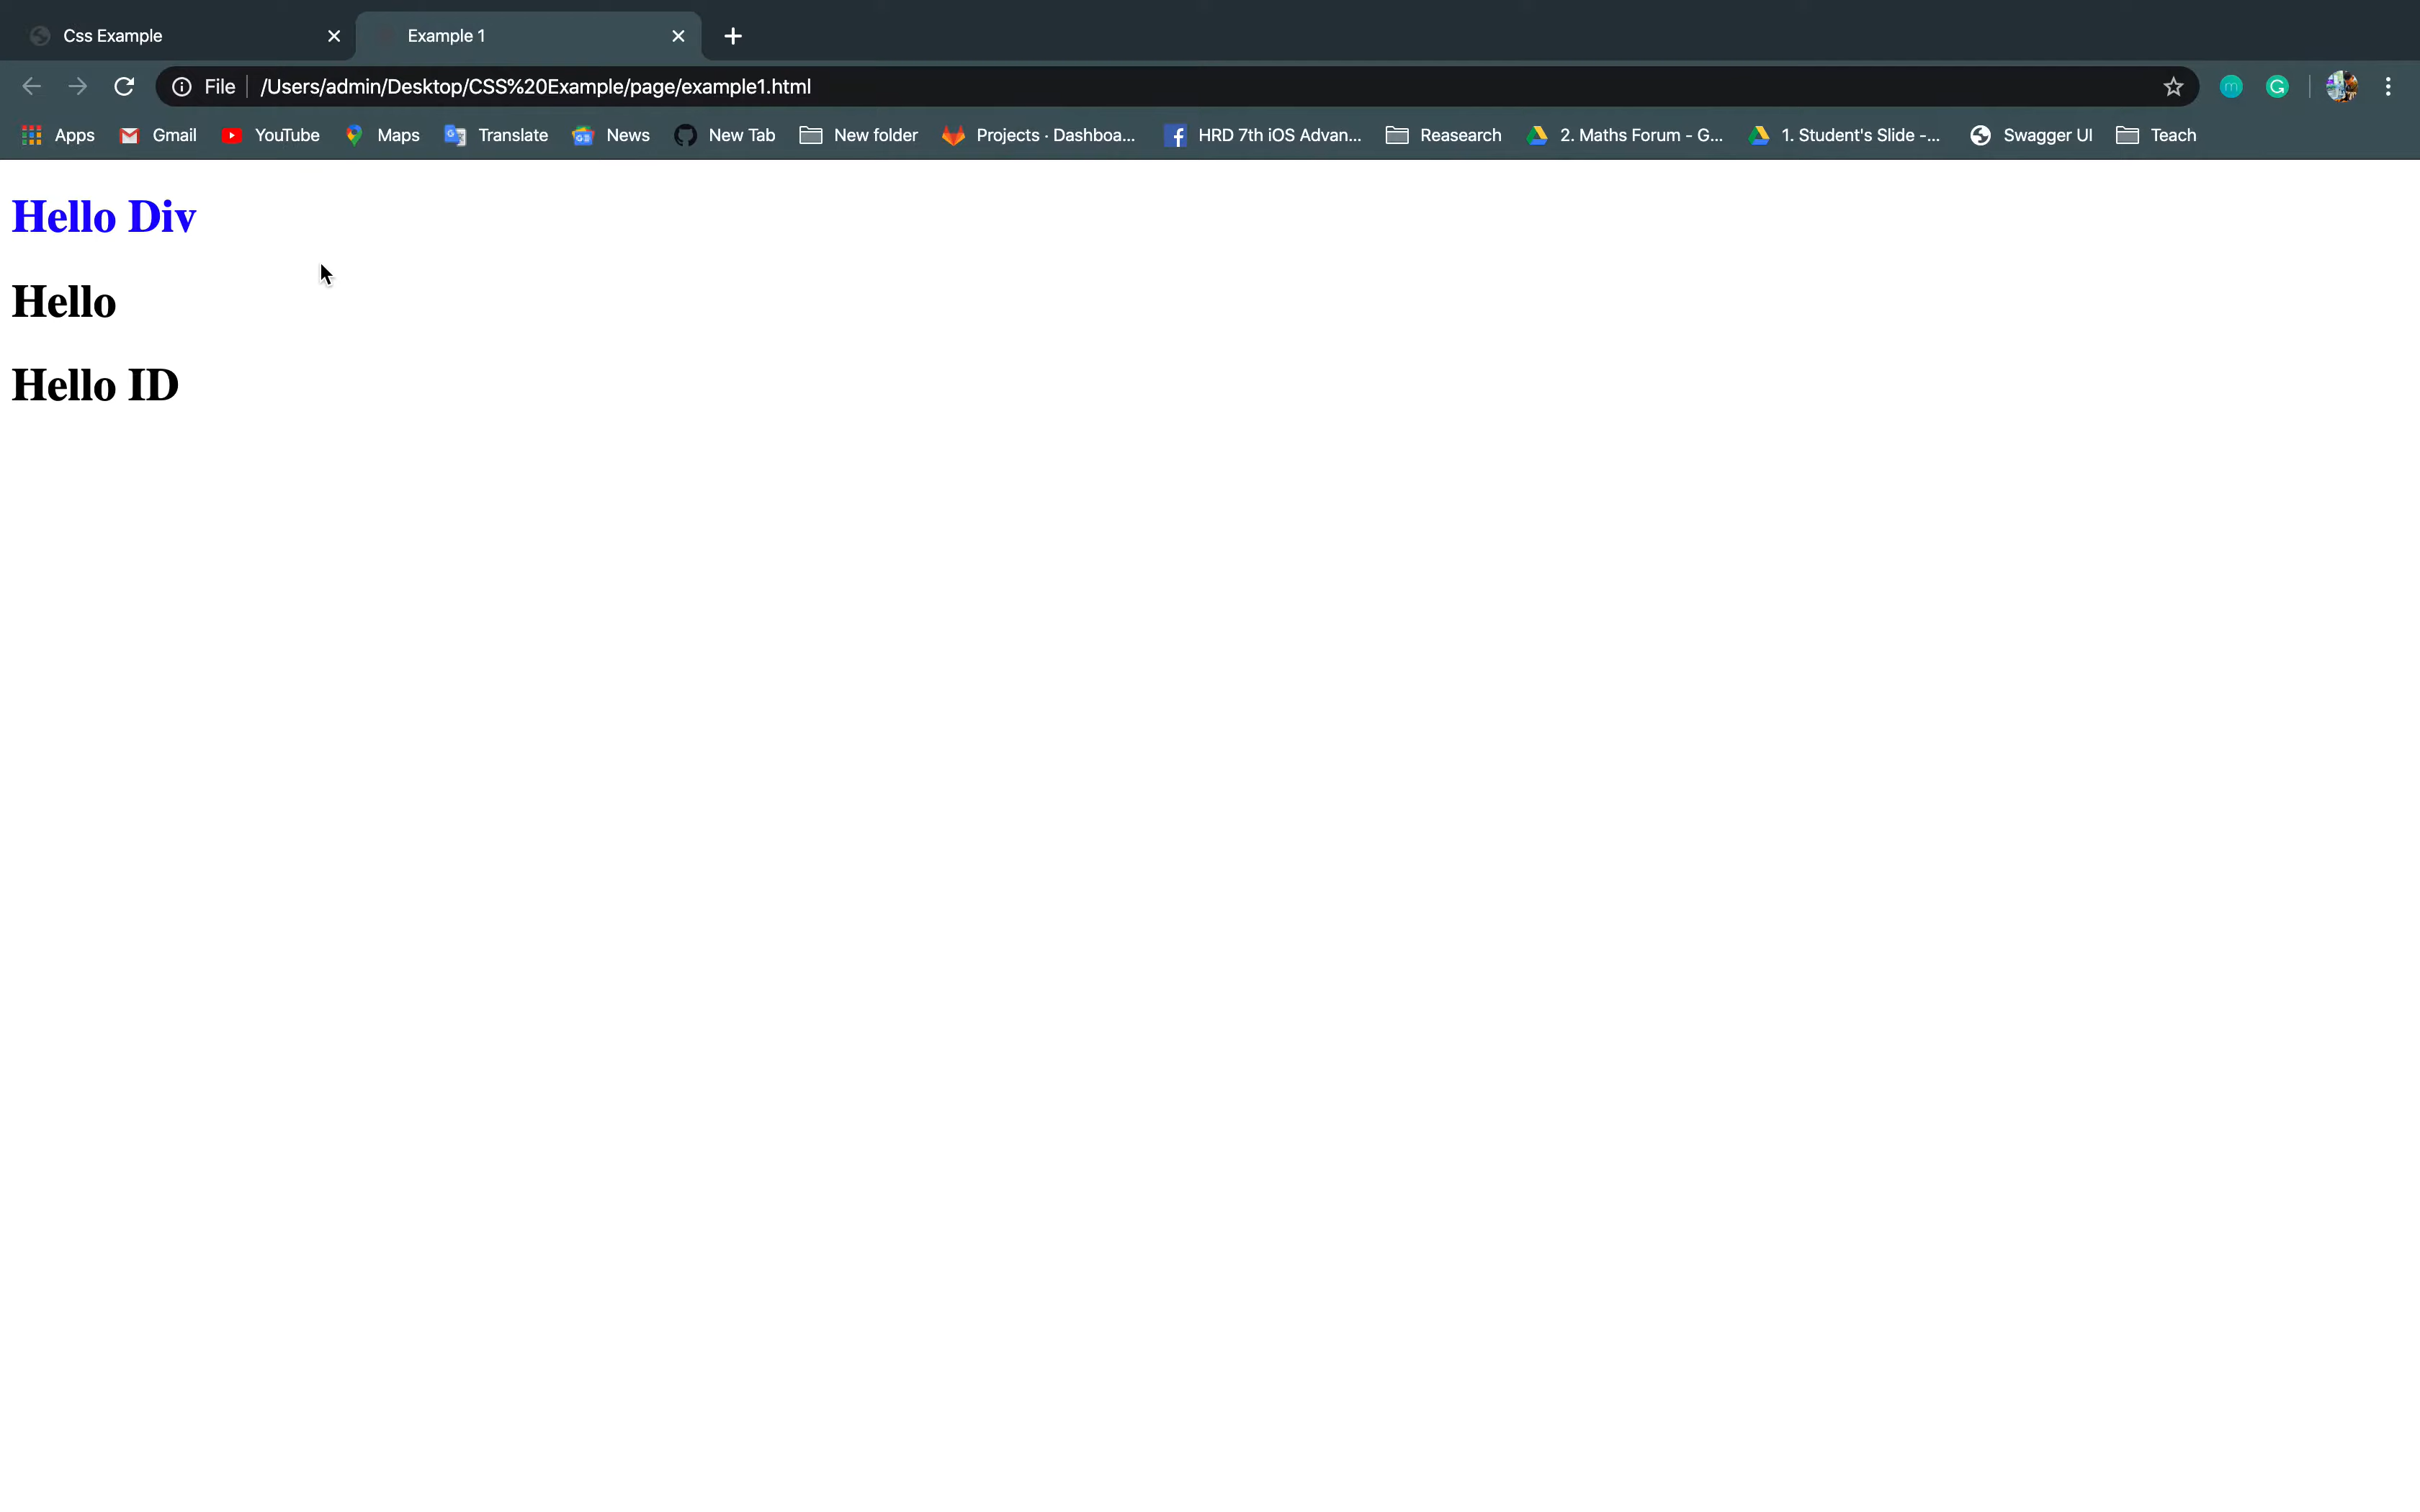 Css Example
Example 1
File /Users/admin/Desktop/CSS%20Example/page/example1.html
Apps Gmail YouTube Maps Translate News New Tab New folder Projects · Dashboa... HRD 7th iOS Advan... Reasearch 2. Maths Forum - G... 1. Student's Slide -... Swagger UI Teach
Hello Div
Hello
Hello ID